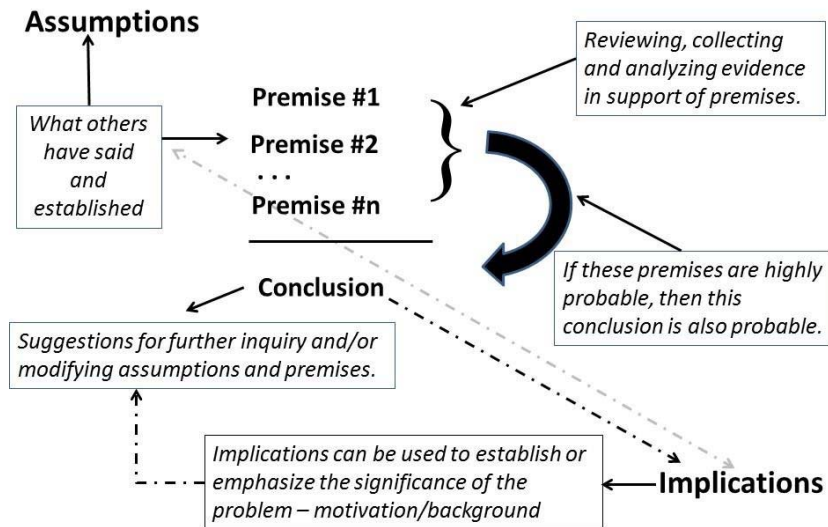 Assumptions
Reviewing, collecting
and analyzing evidence
in support of premises.
What others
have said
and
established
Premise #1
Premise #2
...
Premise #n
If these premises are highly
probable, then this
conclusion is also probable.
Conclusion
Suggestions for further inquiry and/or
modifying assumptions and premises.
Implications can be used to establish or
emphasize the significance of the
problem – motivation/background
Implications